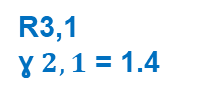 R3,1
ɣ 2,1 = 1.4